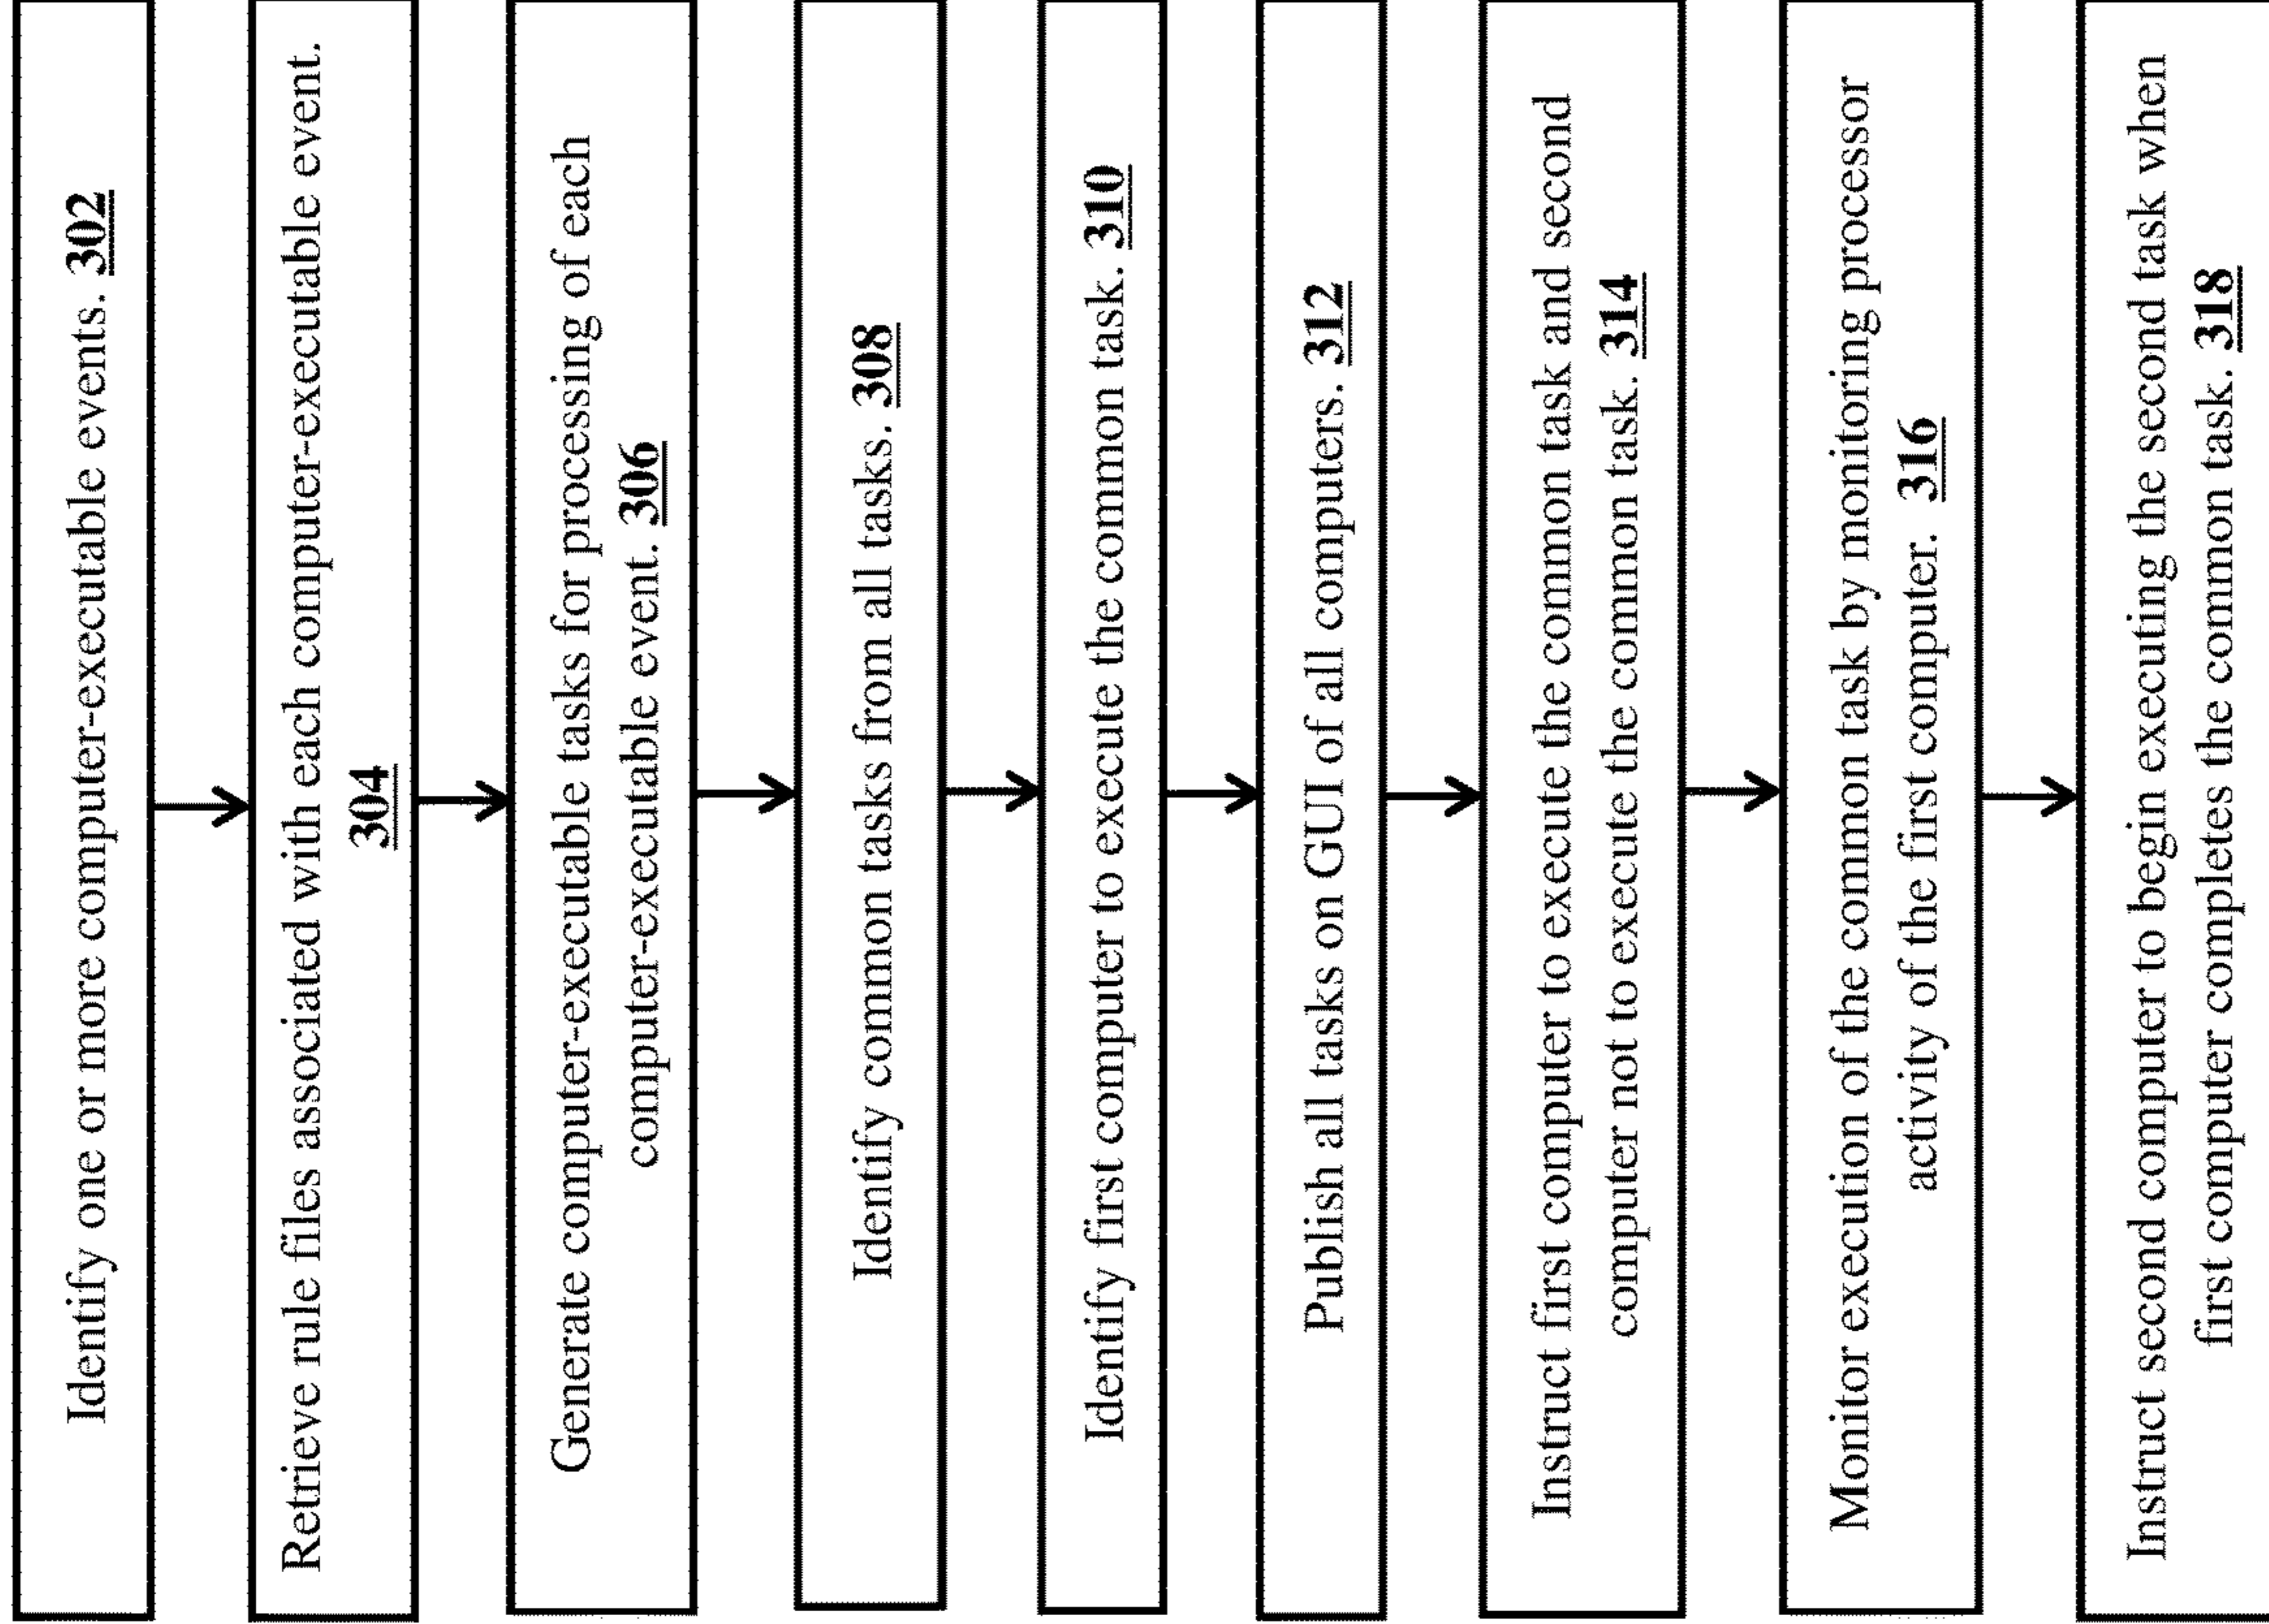 Identify one or more computer-executable events. 302
Retrieve rule files associated with each computer-executable event.
304
Generate computer-executable tasks for processing of each
computer-executable event. 306
Identify common tasks from all tasks. 308
Identify first computer to execute the common task. 310
Publish all tasks on GUI of all computers. 312
Instruct first computer to execute the common task and second
computer not to execute the common task. 314
Monitor execution of the common task by monitoring processor
activity of the first computer. 316
Instruct second computer to begin executing the second task when
first computer completes the common task. 318